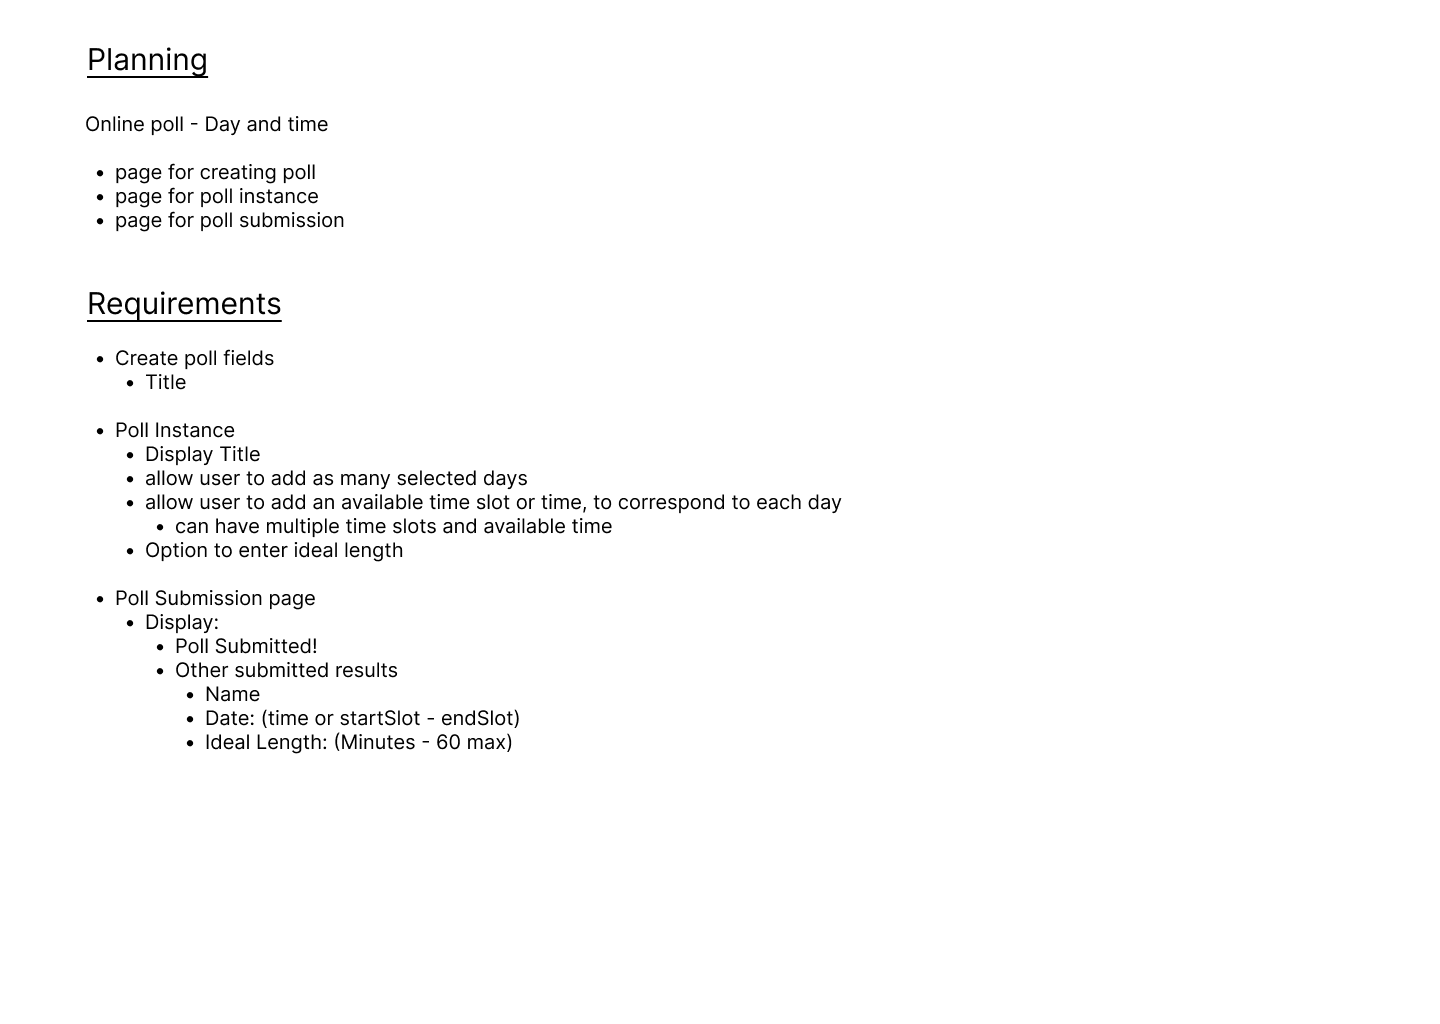 Planning
Online poll - Day and time
• page for creating poll
• page for poll instance
• page for poll submission
Requirements
• Create poll fields
• Title
• Poll Instance
• Display Title
• allow user to add as many selected days
• allow user to add an available time slot or time, to correspond to each day
• can have multiple time slots and available time
• Option to enter ideal length
• Poll Submission page
• Display:
• Poll Submitted!
• Other submitted results
• Name
• Date: (time or startSlot - endSlot)
• Ideal Length: (Minutes - 60 max)